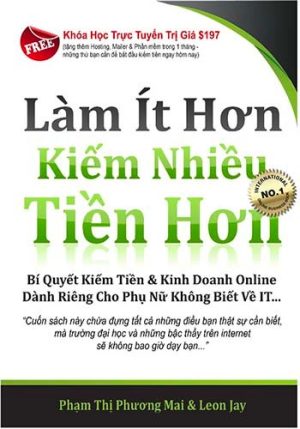 FREE
Khóa Học Trực Tuyến Trị Giá $197
(tặng thêm Hosting, Mailer & Phần mềm trong 1 tháng -
những thứ bạn cần để bắt đầu kiếm tiền ngay hôm nay)
Làm Ít Hơn
Kiếm Nhiều
Tiền Hơn
INTERNATIONAL
NO.1
Bí Quyết Kiếm Tiền & Kinh Doanh Online
Dành Riêng Cho Phụ Nữ Không Biết Về IT...
"Cuốn sách này chứa đựng tất cả những điều bạn thật sự cần biết,
mà trường đại học và những bậc thầy trên internet
sẽ không bao giờ dạy bạn..."
Phạm Thị Phương Mai & Leon Jay